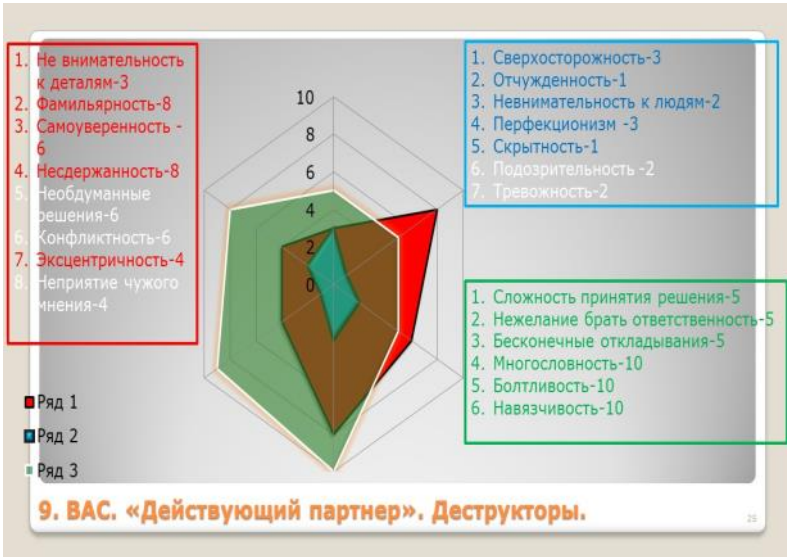 1. Не внимательность
к деталям-3
2. Фамильярность-8
3. Самоуверенность -
6
4. Несдержанность-8
5. Необдуманные
решения-6
6. Конфликтность-6
7. Эксцентричность-4
8. Неприятие чужого
мнения-4
10
8
6
4
2
0
1. Сверхосторожность-3
2. Отчужденность-1
3. Невнимательность к людям-2
4. Перфекционизм -3
5. Скрытность-1
6. Подозрительность -2
7. Тревожность-2
1. Сложность принятия решения-5
2. Нежелание брать ответственность-5
3. Бесконечные откладывания-5
4. Многословность-10
5. Болтливость-10
6. Навязчивость-10
Ряд 1
Ряд 2
Ряд 3
9. ВАС. «Действующий партнер». Деструкторы.
25